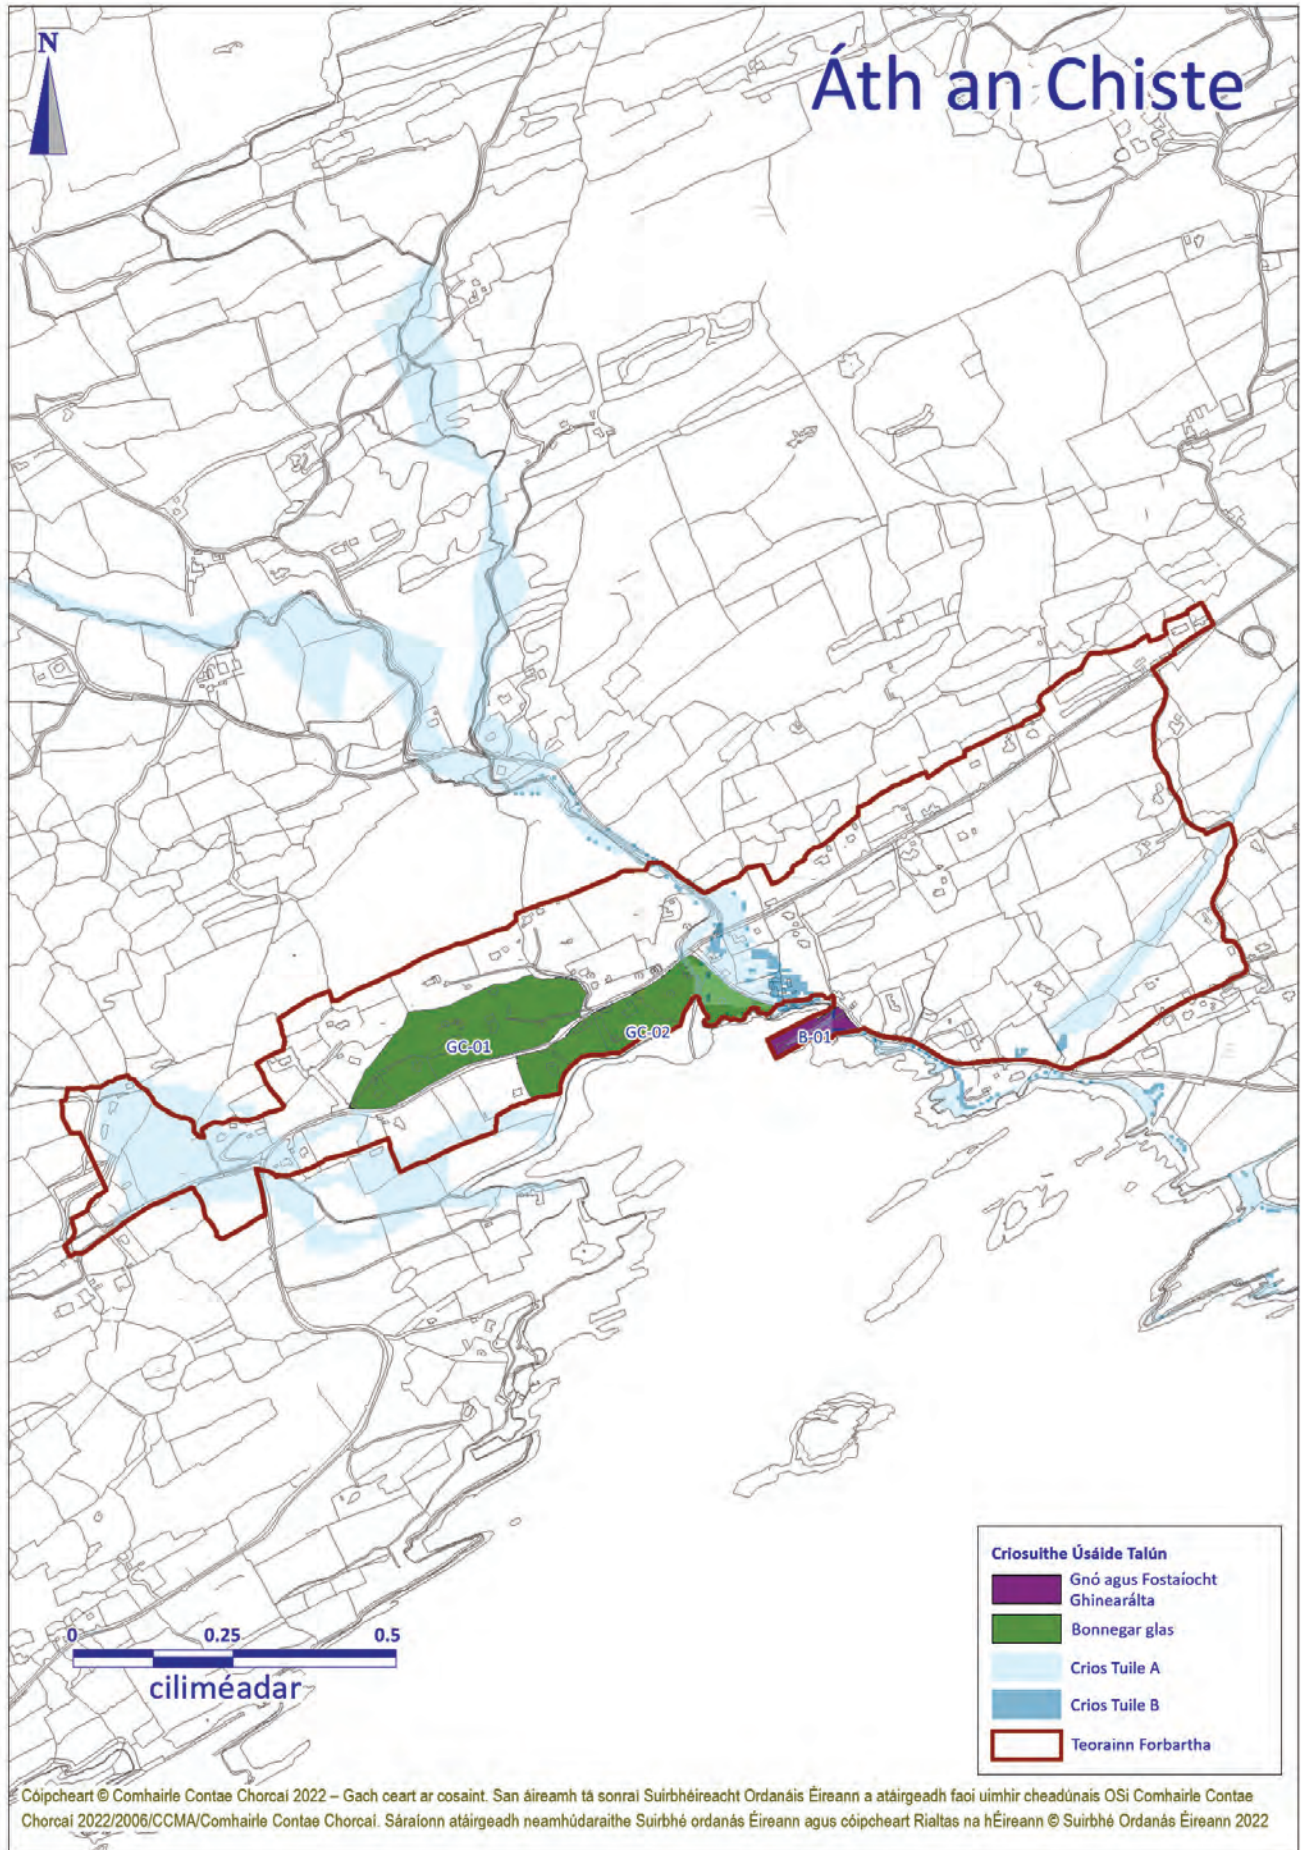 N
Áth an Chiste
GC-01
GC-02
B-01
Criosuithe Úsáide Talún
Gnó agus Fostaíocht
Ghinearálta
Bonnegar glas
Crios Tuile A
Crios Tuile B
Teorainn Forbartha
0 0.25 0.5
ciliméadar
Cóipcheart © Comhairle Contae Chorcaí 2022 – Gach ceart ar cosaint. San áireamh tá sonraí Suirbhéireacht Ordanáis Éireann a atáirgeadh faoi uimhir cheadúnais OSi Comhairle Contae
Chorcaí 2022/2006/CCMA/Comhairle Contae Chorcaí. Sáraíonn atáirgeadh neamhúdaraithe Suirbhé ordanás Éireann agus cóipcheart Rialtas na hÉireann © Suirbhé Ordanás Éireann 2022